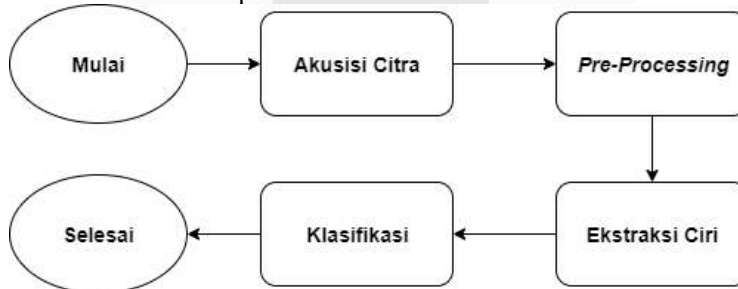 Mulai
Akusisi Citra
Pre-Processing
Ekstraksi Ciri
Klasifikasi
Selesai